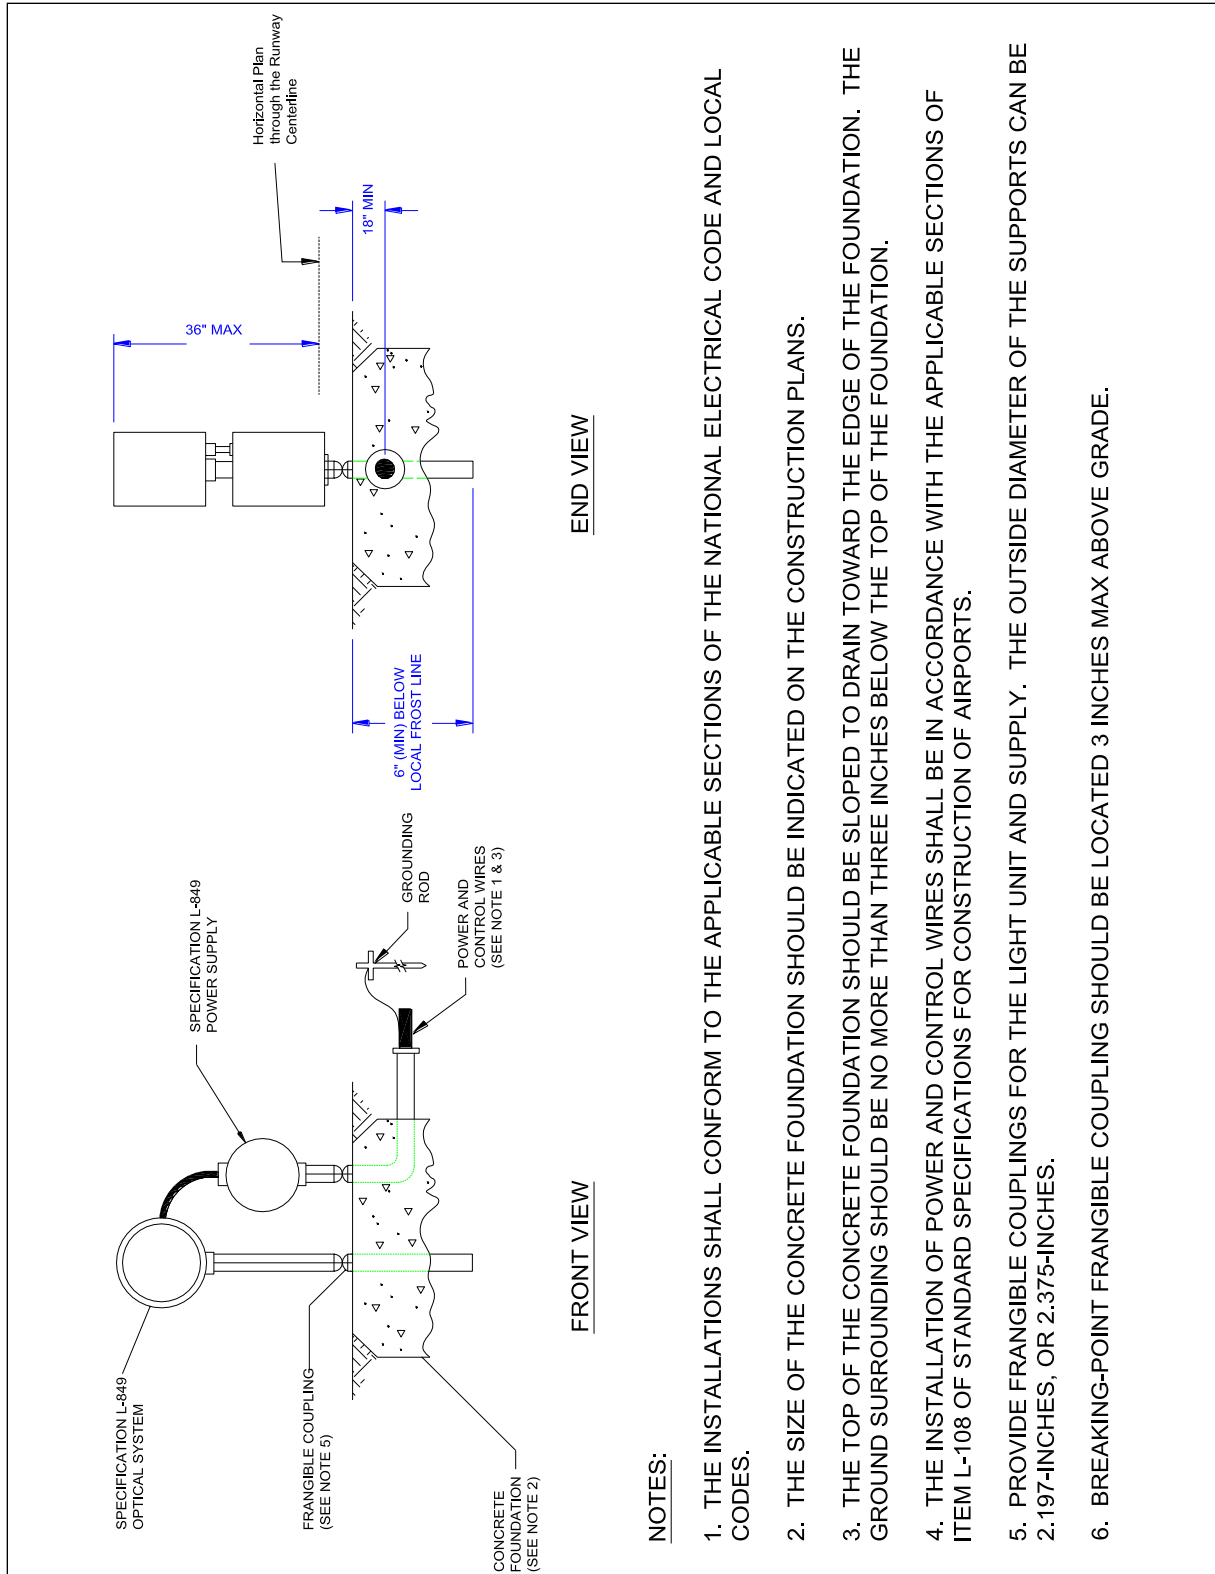 SPECIFICATION L-849
OPTICAL SYSTEM
SPECIFICATION L-849
POWER SUPPLY
FRANGIBLE COUPLING
(SEE NOTE 5)
CONCRETE
FOUNDATION
(SEE NOTE 2)
GROUNDING
ROD
POWER AND
CONTROL WIRES
(SEE NOTE 1 & 3)
FRONT VIEW
36" MAX
Horizontal Plan
through the Runway
Centerline
18" MIN
6" (MIN) BELOW
LOCAL FROST LINE
END VIEW
NOTES:
1. THE INSTALLATIONS SHALL CONFORM TO THE APPLICABLE SECTIONS OF THE NATIONAL ELECTRICAL CODE AND LOCAL
CODES.
2. THE SIZE OF THE CONCRETE FOUNDATION SHOULD BE INDICATED ON THE CONSTRUCTION PLANS.
3. THE TOP OF THE CONCRETE FOUNDATION SHOULD BE SLOPED TO DRAIN TOWARD THE EDGE OF THE FOUNDATION. THE
GROUND SURROUNDING SHOULD BE NO MORE THAN THREE INCHES BELOW THE TOP OF THE FOUNDATION.
4. THE INSTALLATION OF POWER AND CONTROL WIRES SHALL BE IN ACCORDANCE WITH THE APPLICABLE SECTIONS OF
ITEM L-108 OF STANDARD SPECIFICATIONS FOR CONSTRUCTION OF AIRPORTS.
5. PROVIDE FRANGIBLE COUPLINGS FOR THE LIGHT UNIT AND SUPPLY. THE OUTSIDE DIAMETER OF THE SUPPORTS CAN BE
2.197-INCHES, OR 2.375-INCHES.
6. BREAKING-POINT FRANGIBLE COUPLING SHOULD BE LOCATED 3 INCHES MAX ABOVE GRADE.